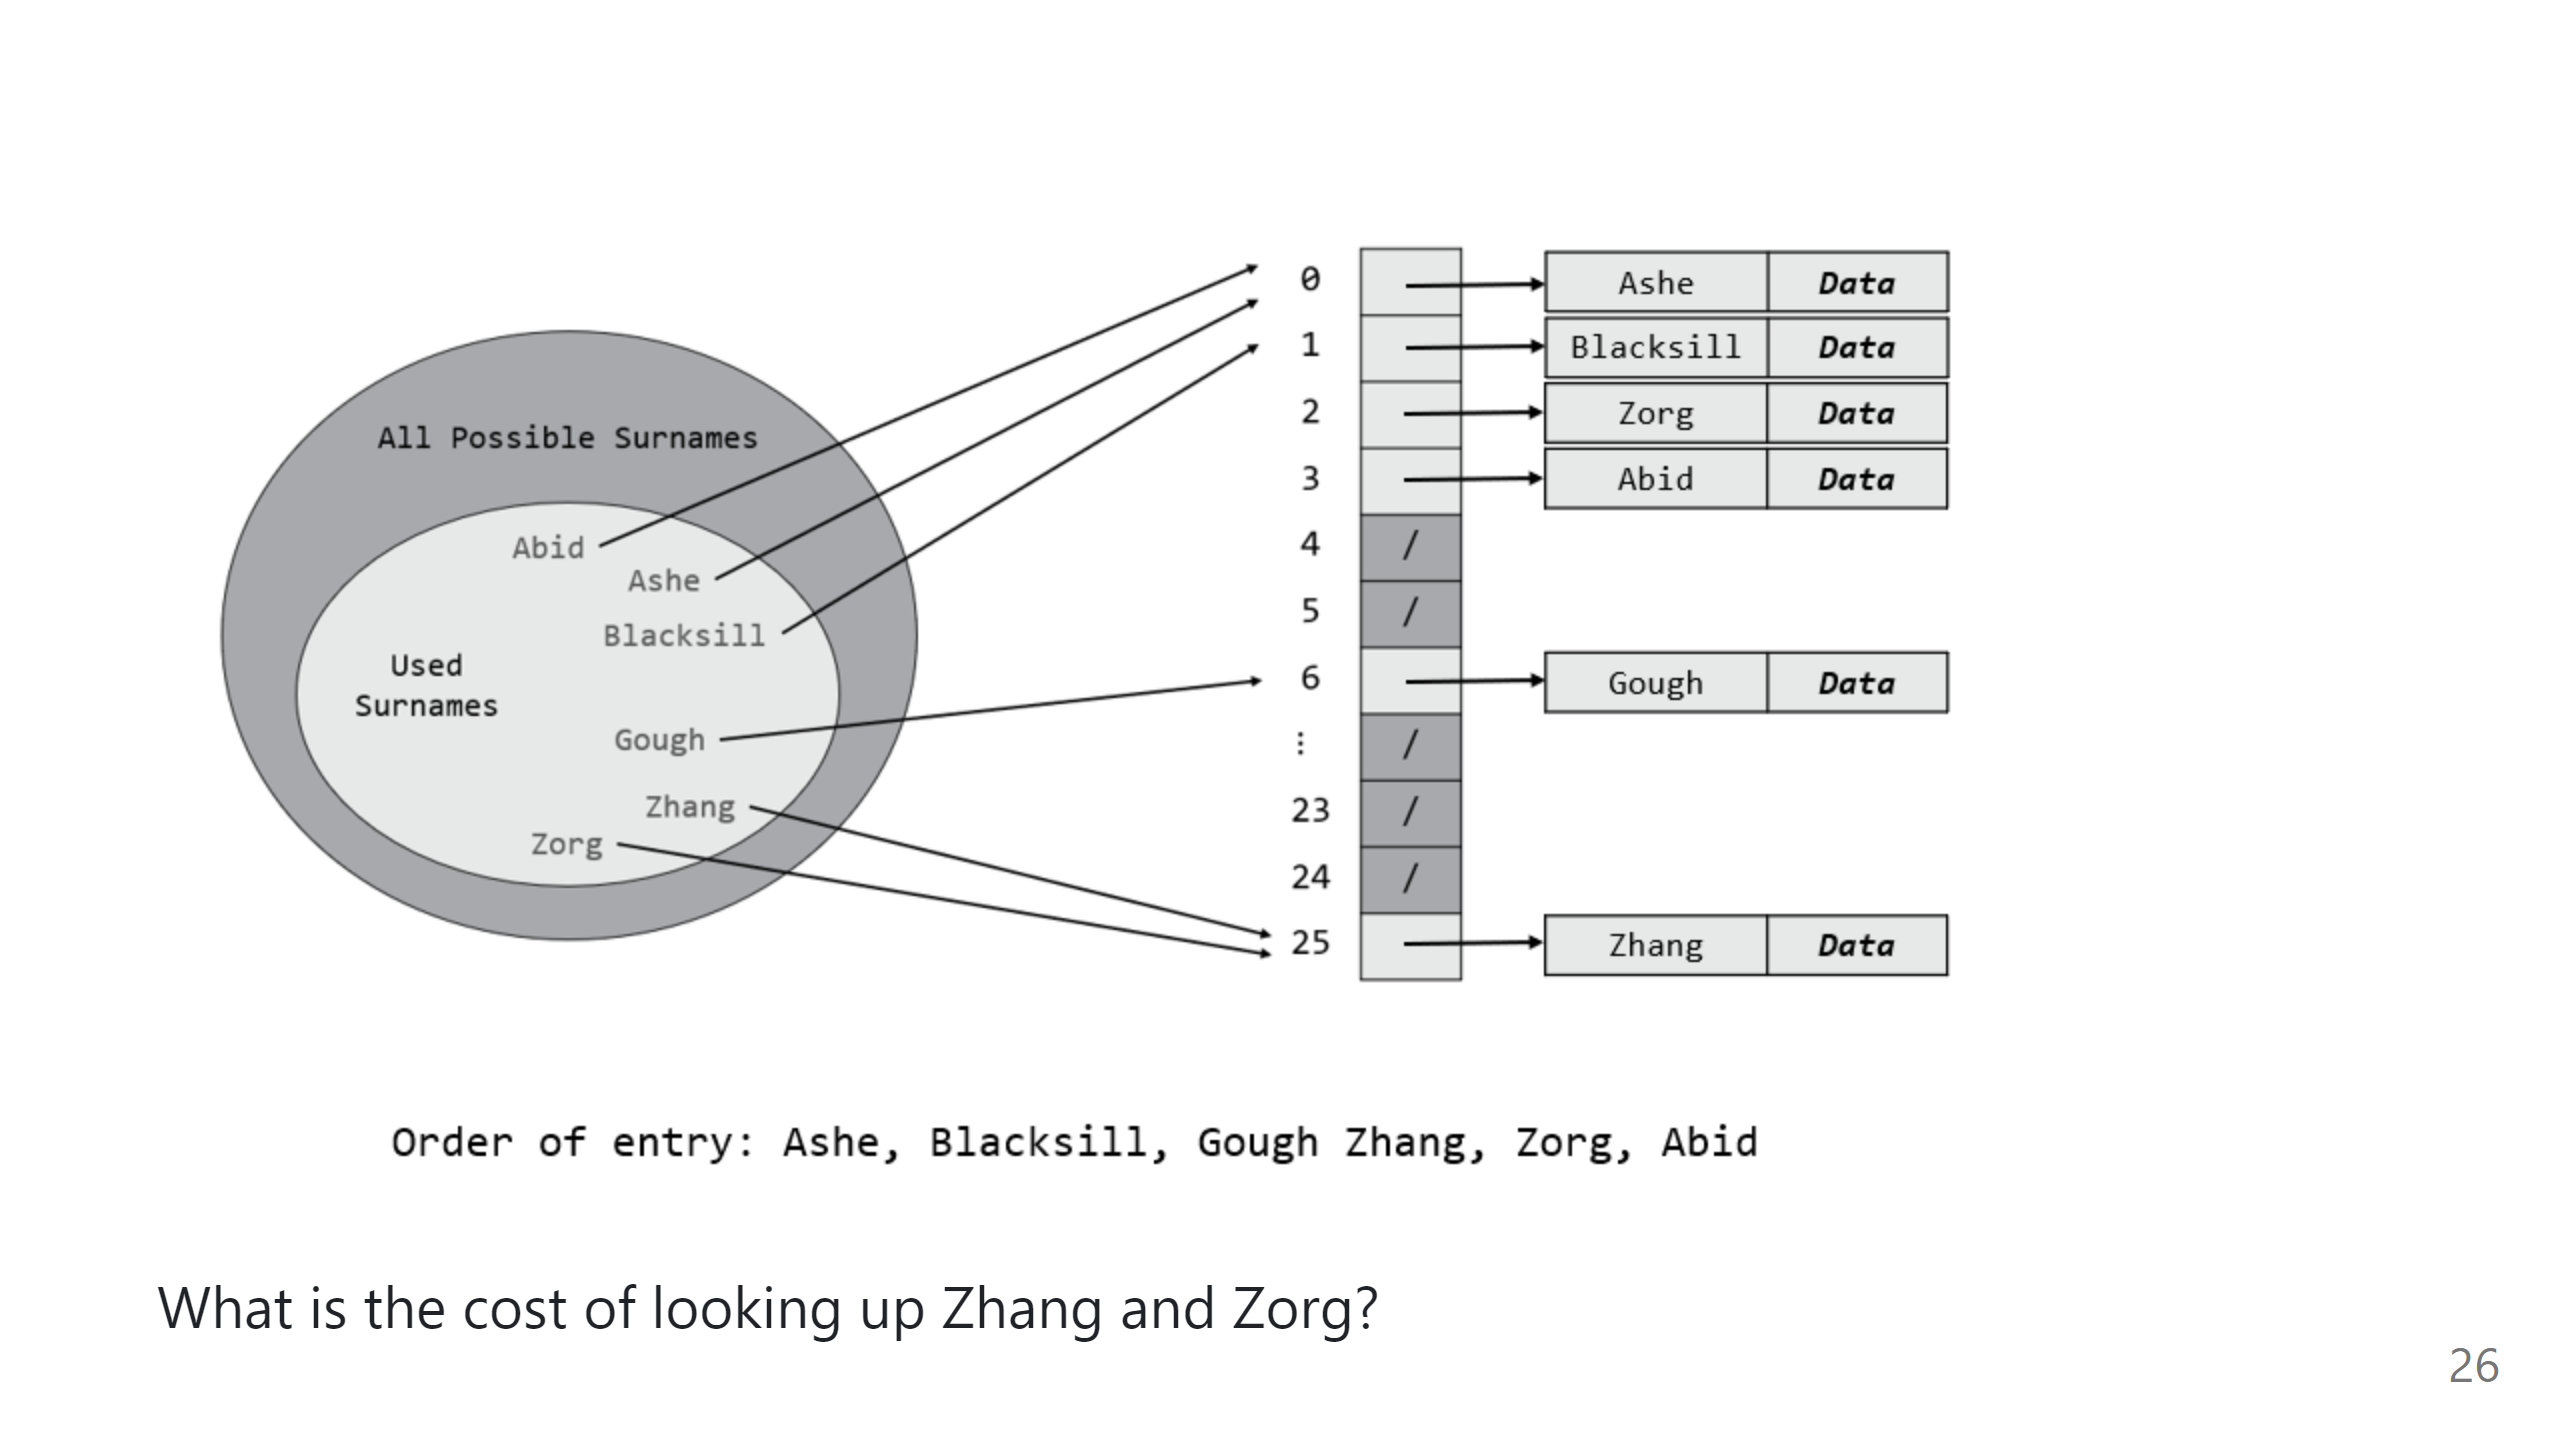 All Possible Surnames
Abid
Ashe
Blacksill
Used
Surnames
Gough
Zhang
Zorg
0
1
2
3
4 /
5 /
6
⋮ /
23 /
24 /
25
Ashe Data
Blacksill Data
Zorg Data
Abid Data
Gough Data
Zhang Data
Order of entry: Ashe, Blacksill, Gough Zhang, Zorg, Abid
What is the cost of looking up Zhang and Zorg?
26